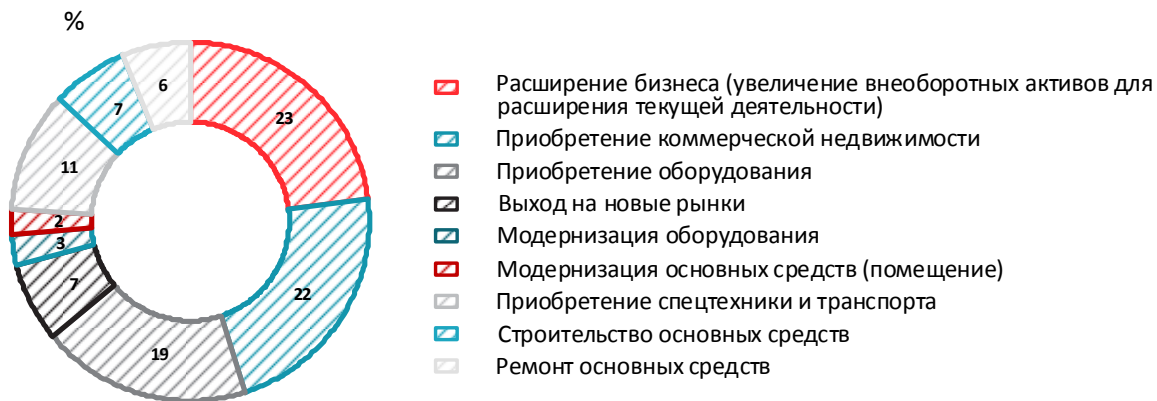 %
6
23
7
11
2
3
7
22
19
Расширение бизнеса (увеличение внеоборотных активов для
расширения текущей деятельности)
Приобретение коммерческой недвижимости
Приобретение оборудования
Выход на новые рынки
Модернизация оборудования
Модернизация основных средств (помещение)
Приобретение спецтехники и транспорта
Строительство основных средств
Ремонт основных средств